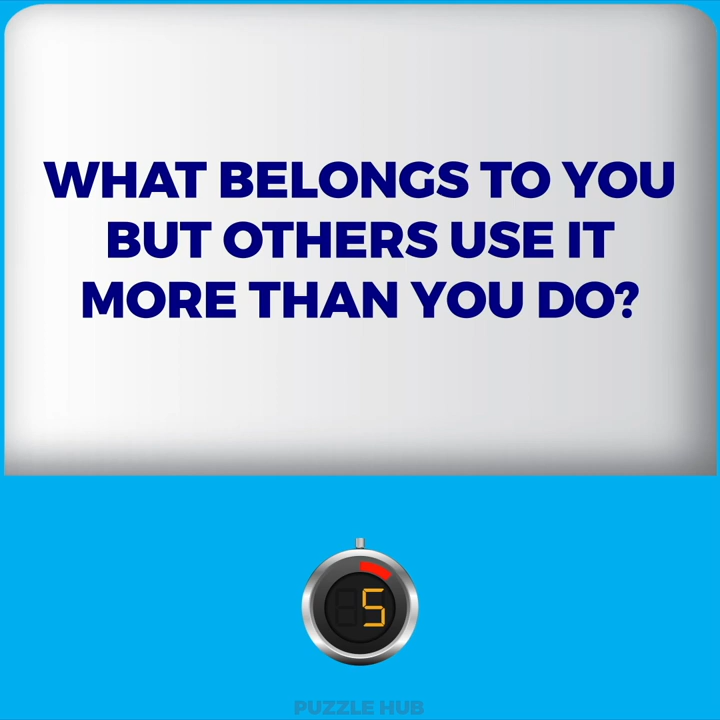 WHAT BELONGS TO YOU
BUT OTHERS USE IT
MORE THAN YOU DO?
5
PUZZLE HUB